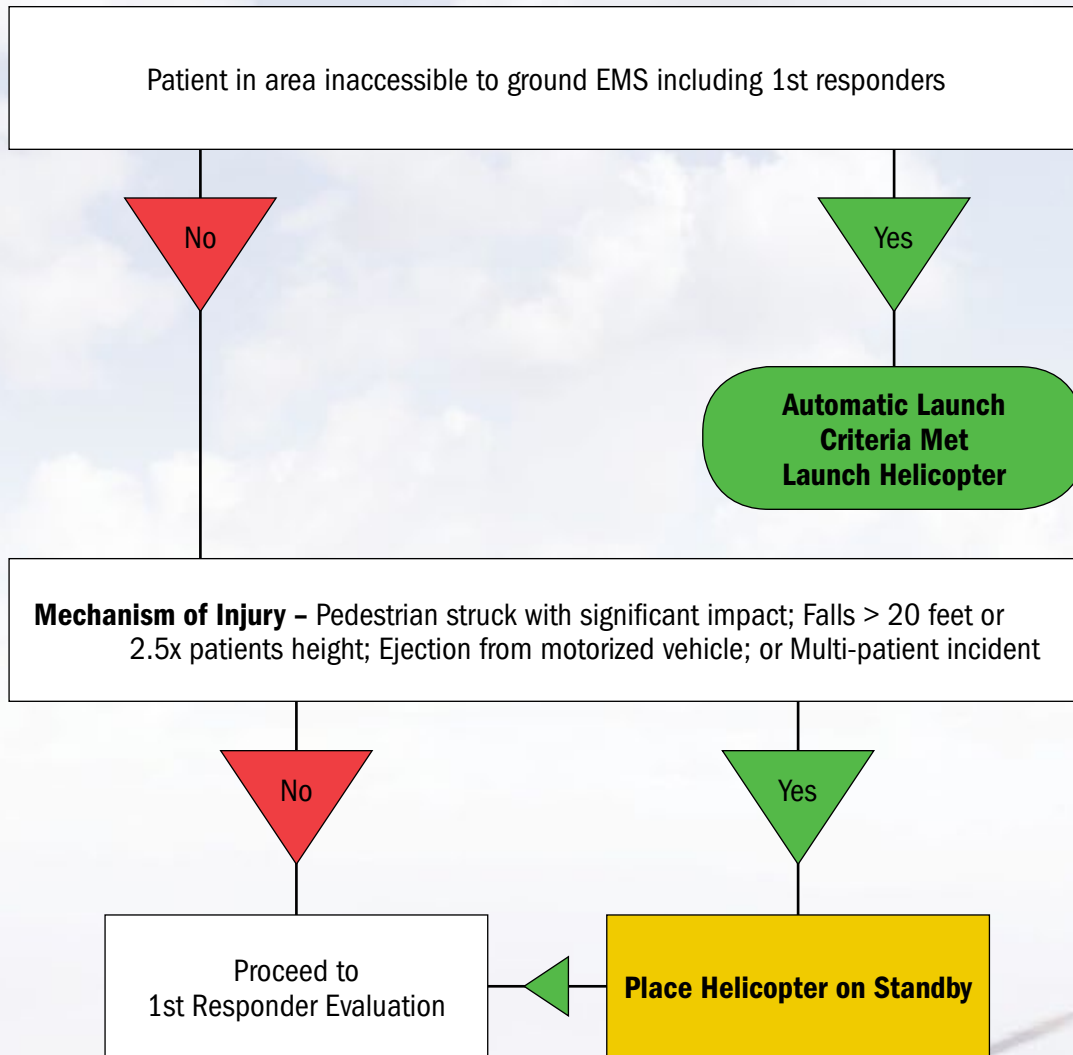 Patient in area inaccessible to ground EMS including 1st responders
No
Yes
Automatic Launch
Criteria Met
Launch Helicopter
Mechanism of Injury – Pedestrian struck with significant impact; Falls > 20 feet or
2.5x patients height; Ejection from motorized vehicle; or Multi-patient incident
No
Yes
Proceed to
1st Responder Evaluation
Place Helicopter on Standby